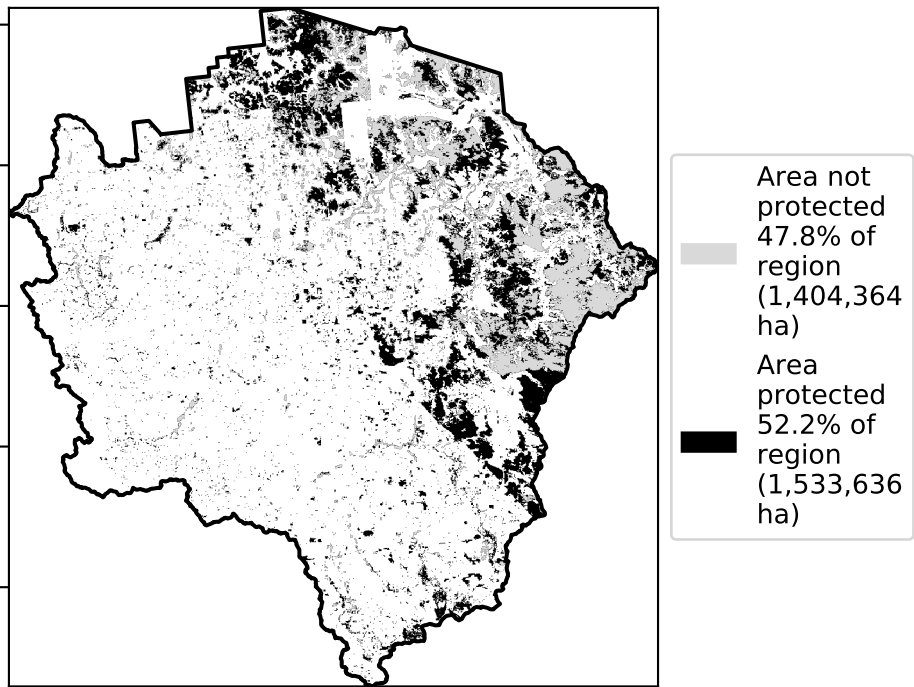 Area not
protected
47.8% of
region
(1,404,364
ha)
Area
protected
52.2% of
region
(1,533,636
ha)